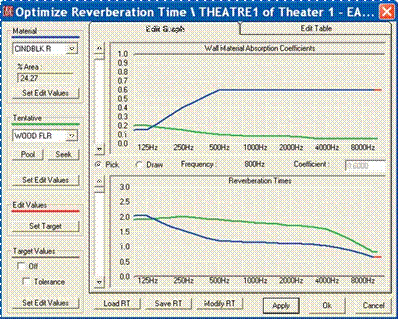 Optimize Reverberation Time \ THEATRE1 of Theater 1 - EA...
Material
CINDBLK R
% Area :
24.27
Set Edit Values
Tentative
WOOD FLR
Pool Seek
Set Edit Values
Edit Values
Set Target
Target Values
Off
Tolerance
Set Edit Values
Edit Graph Edit Table
Wall Material Absorption Coefficients
1.0
0.9
0.8
0.7
0.6
0.5
0.4
0.3
0.2
0.1
0.0
125Hz 250Hz 500Hz 1000Hz 2000Hz 4000Hz 8000Hz
Pick Draw Frequency : 800Hz Coefficient : 0.6000
Reverberation Times
3.0
2.5
2.0
1.5
1.0
0.5
0.0
125Hz 250Hz 500Hz 1000Hz 2000Hz 4000Hz 8000Hz
Load RT Save RT Modify RT Apply Ok Cancel